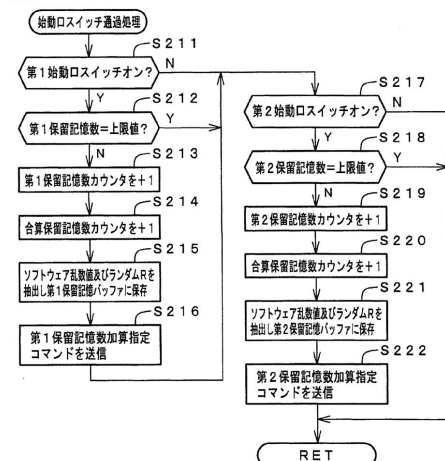 始動口スイッチ通過処理
S211
第1始動口スイッチオン?
N
Y
S212
第1保留記憶数=上限値?
Y
N
S213
第1保留記憶数カウンタを+1
S214
合算保留記憶数カウンタを+1
S215
ソフトウェア乱数値及びランダムRを
抽出し第1保留記憶バッファに保存
S216
第1保留記憶数加算指定
コマンドを送信
S217
第2始動口スイッチオン?
N
Y
S218
第2保留記憶数=上限値?
Y
N
S219
第2保留記憶数カウンタを+1
S220
合算保留記憶数カウンタを+1
S221
ソフトウェア乱数値及びランダムRを
抽出し第2保留記憶バッファに保存
S222
第2保留記憶数加算指定
コマンドを送信
RET